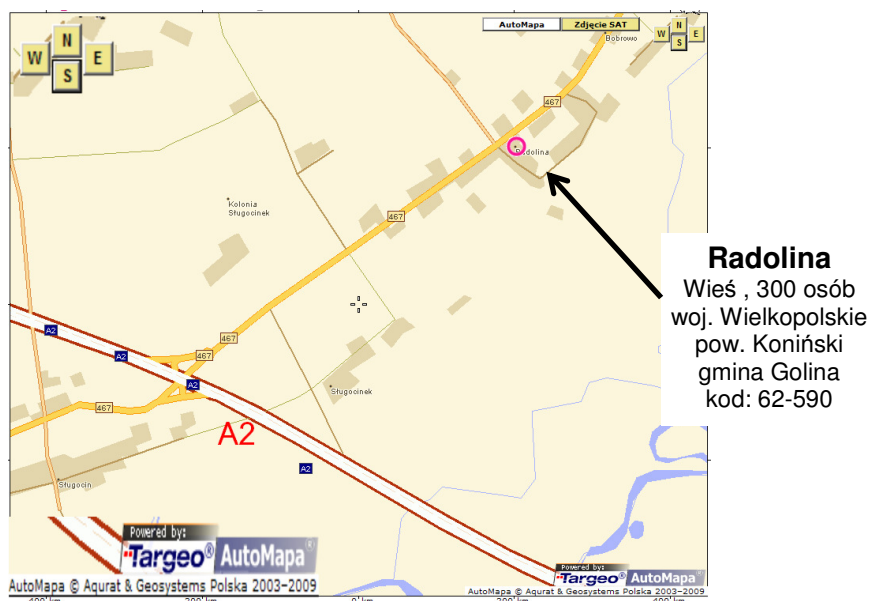 AutoMapa
Zdjęcie SAT
N
W
E
S
N
W
E
S
Bobrowo
467
Radolina
Kolonia
Sługocinek
467
A2
A2
467
A2
Sługocinek
467
A2
A2
Sługocin
Radolina
Wieś , 300 osób
woj. Wielkopolskie
pow. Koniński
gmina Golina
kod: 62-590
Powered by:
Targeo® AutoMapa®
AutoMapa © Aqurat & Geosystems Polska 2003-2009
Powered by:
Targeo® AutoMapa
AutoMapa © Aqurat & Geosystems Polska 2003-2009